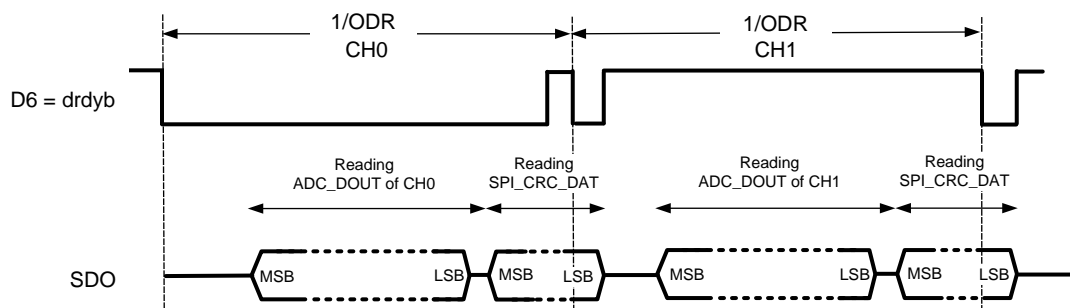 1/ODR
CH0
1/ODR
CH1
D6 = drdyb
Reading
ADC_DOUT of CH0
Reading
SPI_CRC_DAT
Reading
ADC_DOUT of CH1
Reading
SPI_CRC_DAT
SDO
MSB
LSB
MSB
LSB
MSB
LSB
MSB
LSB